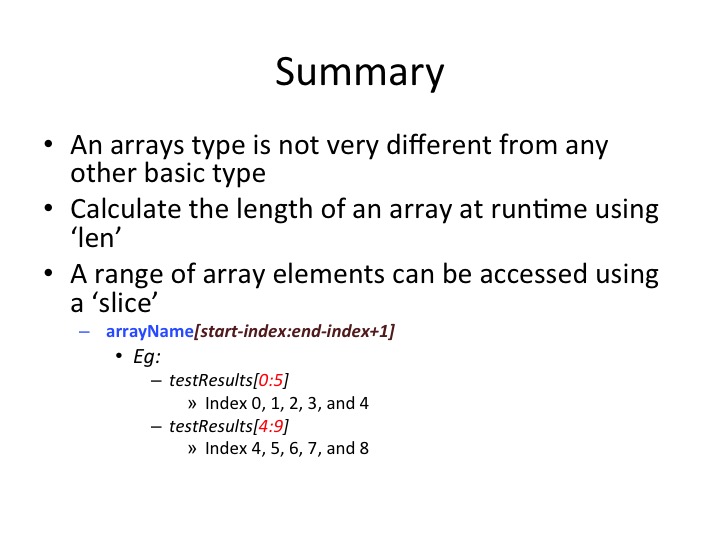 Summary
• An arrays type is not very different from any
other basic type
• Calculate the length of an array at runtime using
‘len’
• A range of array elements can be accessed using
a ‘slice’
– arrayName[start-index:end-index+1]
• Eg:
– testResults[0:5]
» Index 0, 1, 2, 3, and 4
– testResults[4:9]
» Index 4, 5, 6, 7, and 8